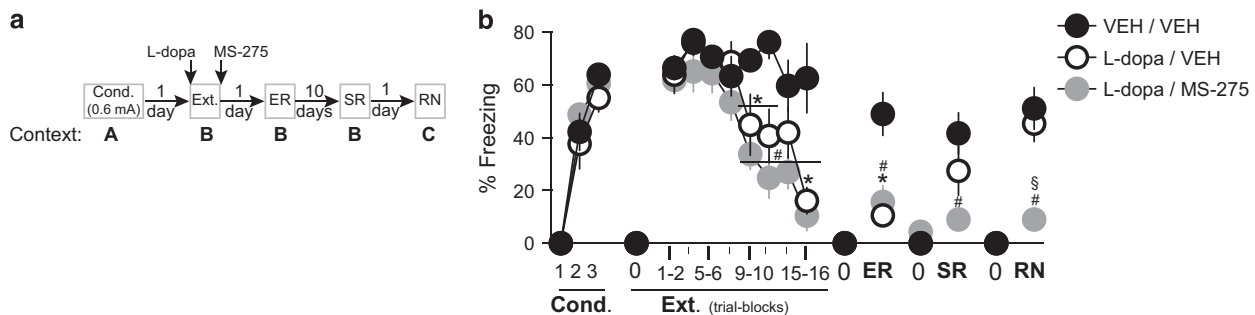 a
L-dopa MS-275
Cond.
(0.6 mA)
1
day
Ext.
1
day
ER
10
days
SR
1
day
RN
Context: A B B B C
b
VEH / VEH
L-dopa / VEH
L-dopa / MS-275
% Freezing
80
60
40
20
0
*
#
*
#
*
#
§
#
1 2 3 0 1-2 5-6 9-10 15-16 0 ER 0 SR 0 RN
Cond. Ext. (trial-blocks)